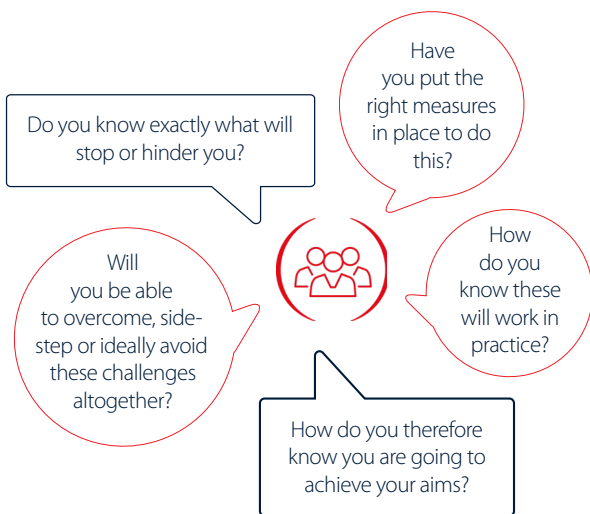 Do you know exactly what will
stop or hinder you?
Have
you put the
right measures
in place to do
this?
Will
you be able
to overcome, side-
step or ideally avoid
these challenges
altogether?
How
do you
know these
will work in
practice?
How do you therefore
know you are going to
achieve your aims?